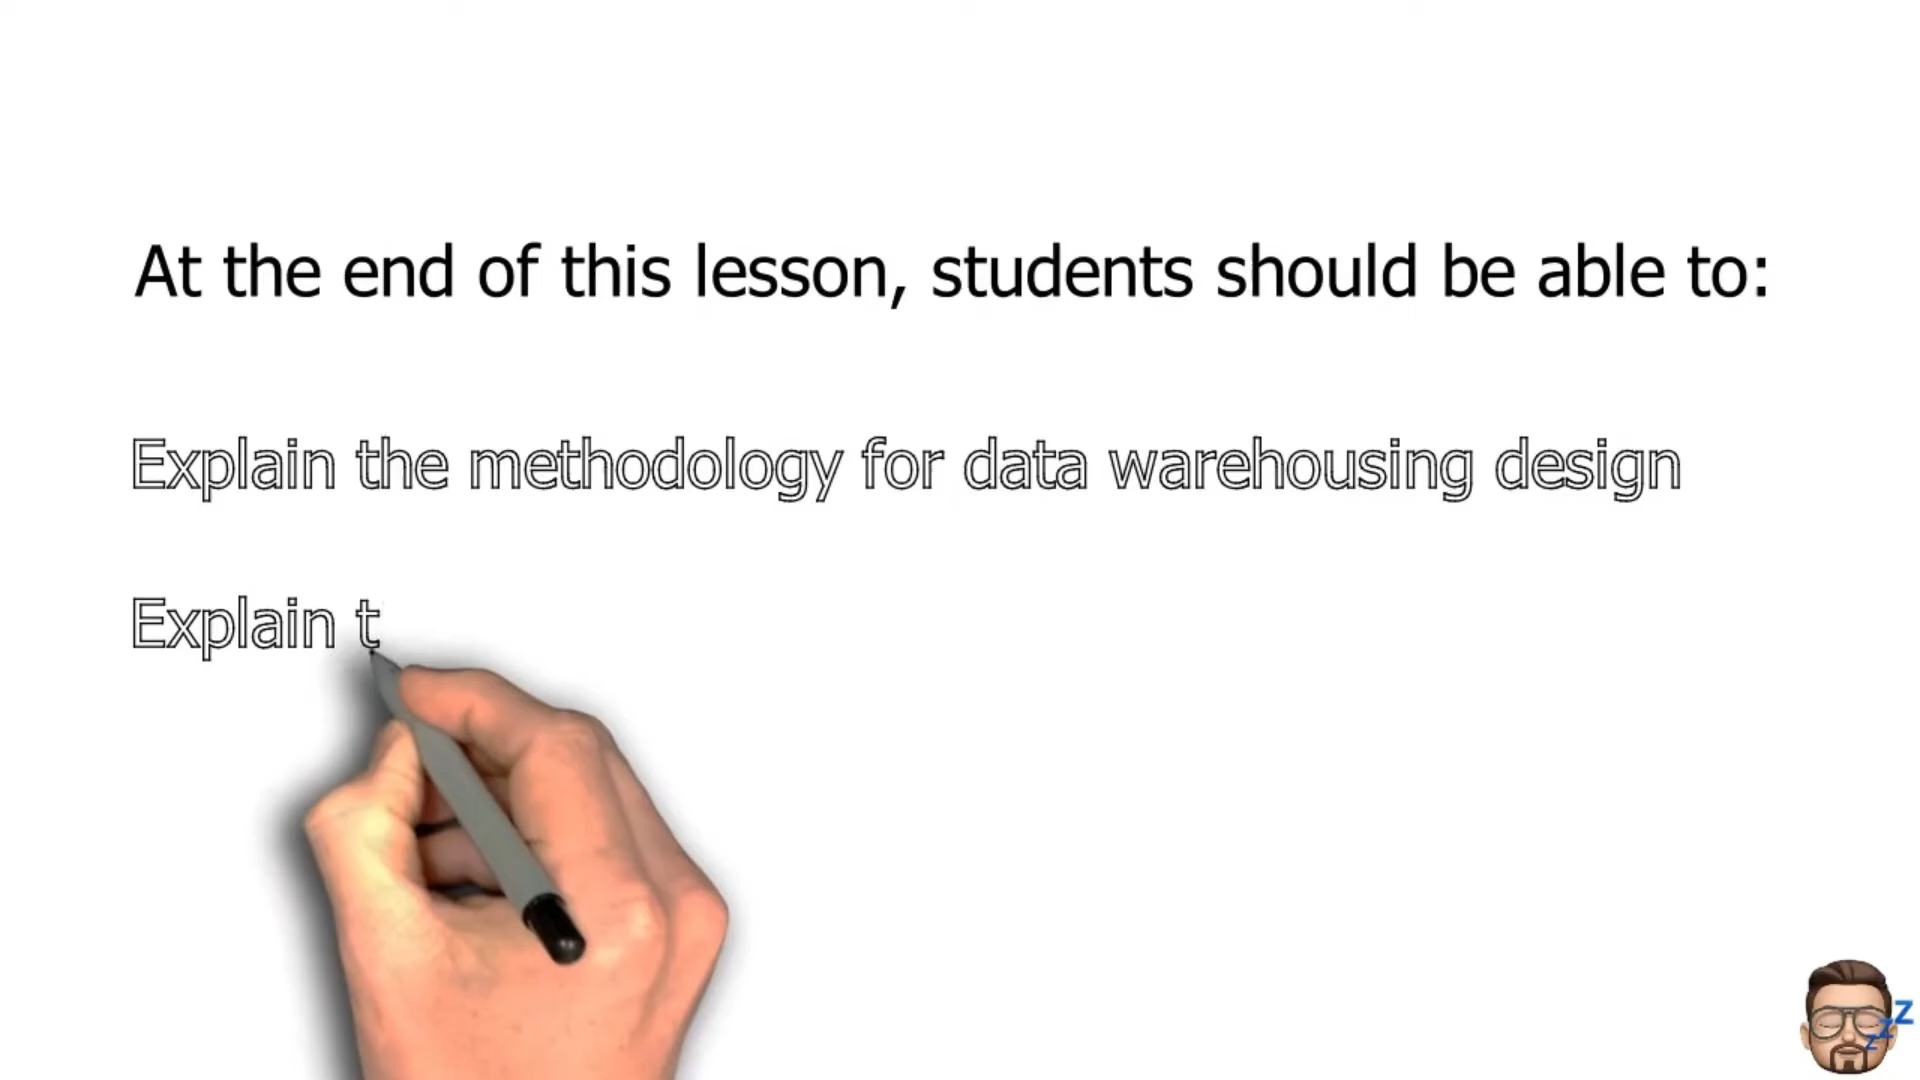 At the end of this lesson, students should be able to:
Explain the methodology for data warehousing design
Explain t
z z Z